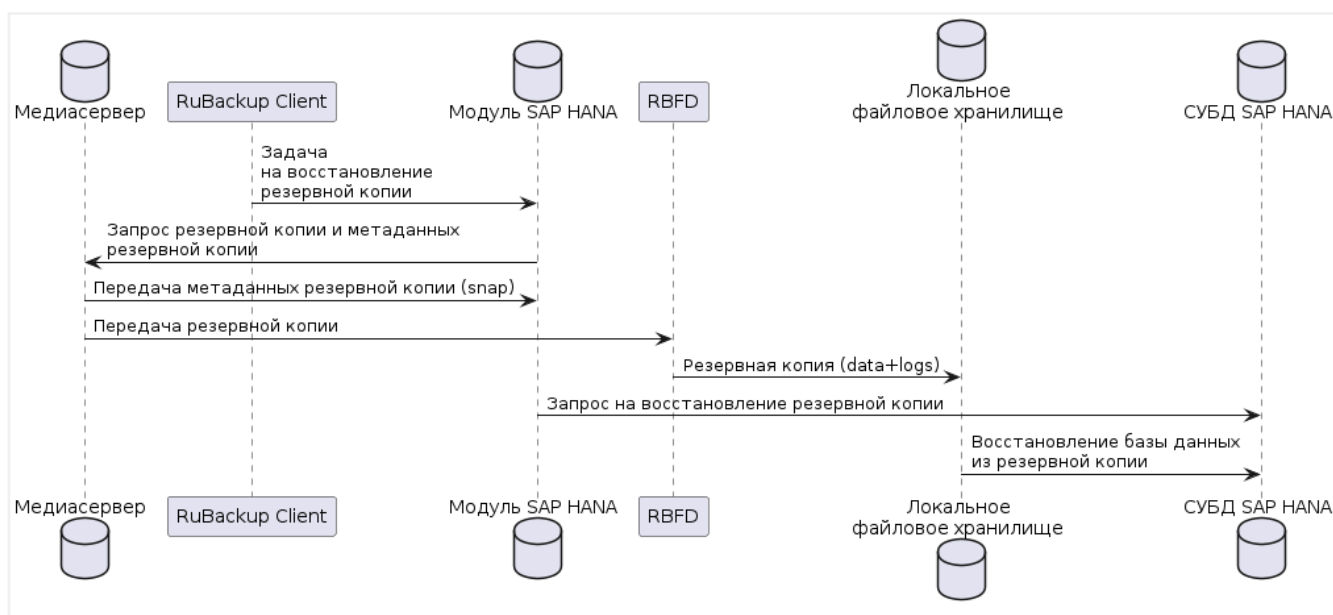 Медиасервер
RuBackup Client
Модуль SAP HANA
RBFD
Локальное
файловое хранилище
СУБД SAP HANA
Задача
на восстановление
резервной копии
Запрос резервной копии и метаданных
резервной копии
Передача метаданных резервной копии (snap)
Передача резервной копии
Резервная копия (data+logs)
Запрос на восстановление резервной копии
Восстановление базы данных
из резервной копии
Медиасервер
RuBackup Client
Модуль SAP HANA
RBFD
Локальное
файловое хранилище
СУБД SAP HANA